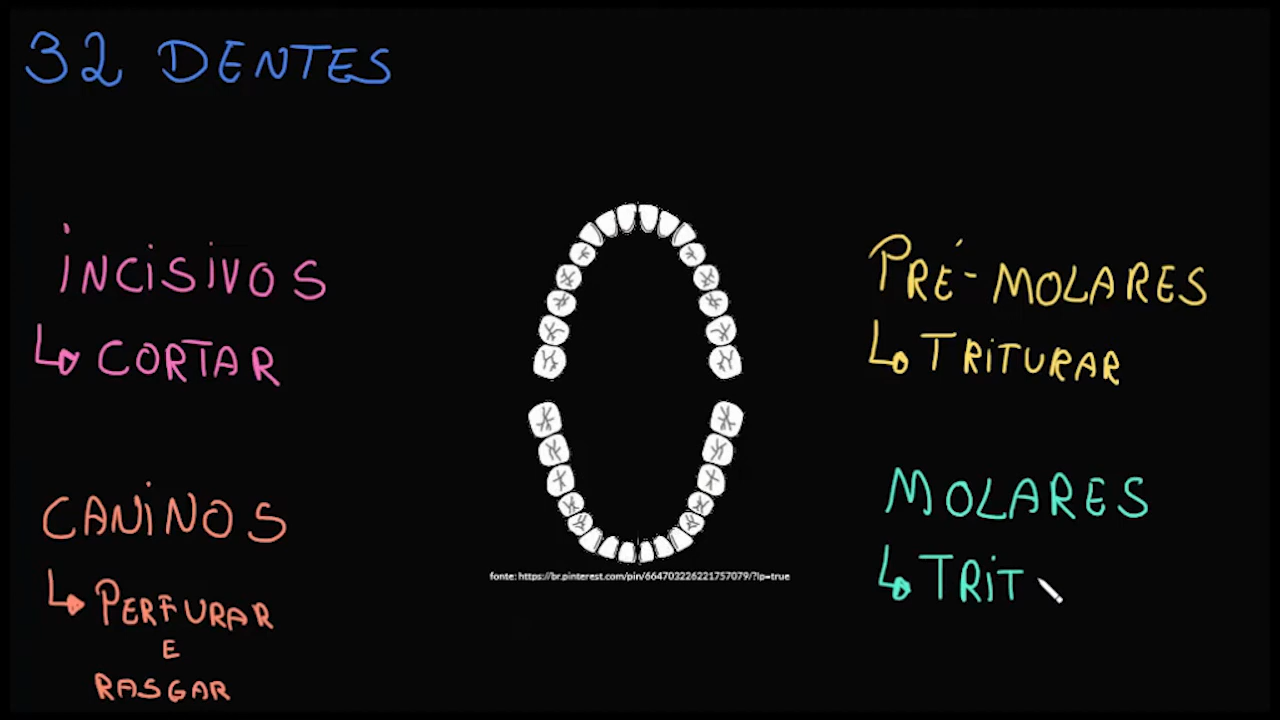 32 DENTES
INCISIVOS
CORTAR
CANINOS
PERFURAR
E
RASGAR
fonte: https://br.pinterest.com/pin/664703226221757079/?lp=true
PRÉ-MOLARES
TRITURAR
MOLARES
TRIT